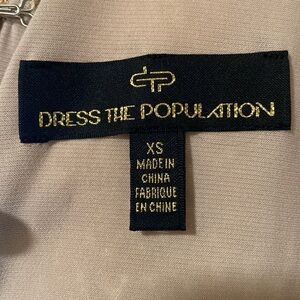 DRESS THE POPULATION
XS
MADE IN
CHINA
FABRIQUE
EN CHINE